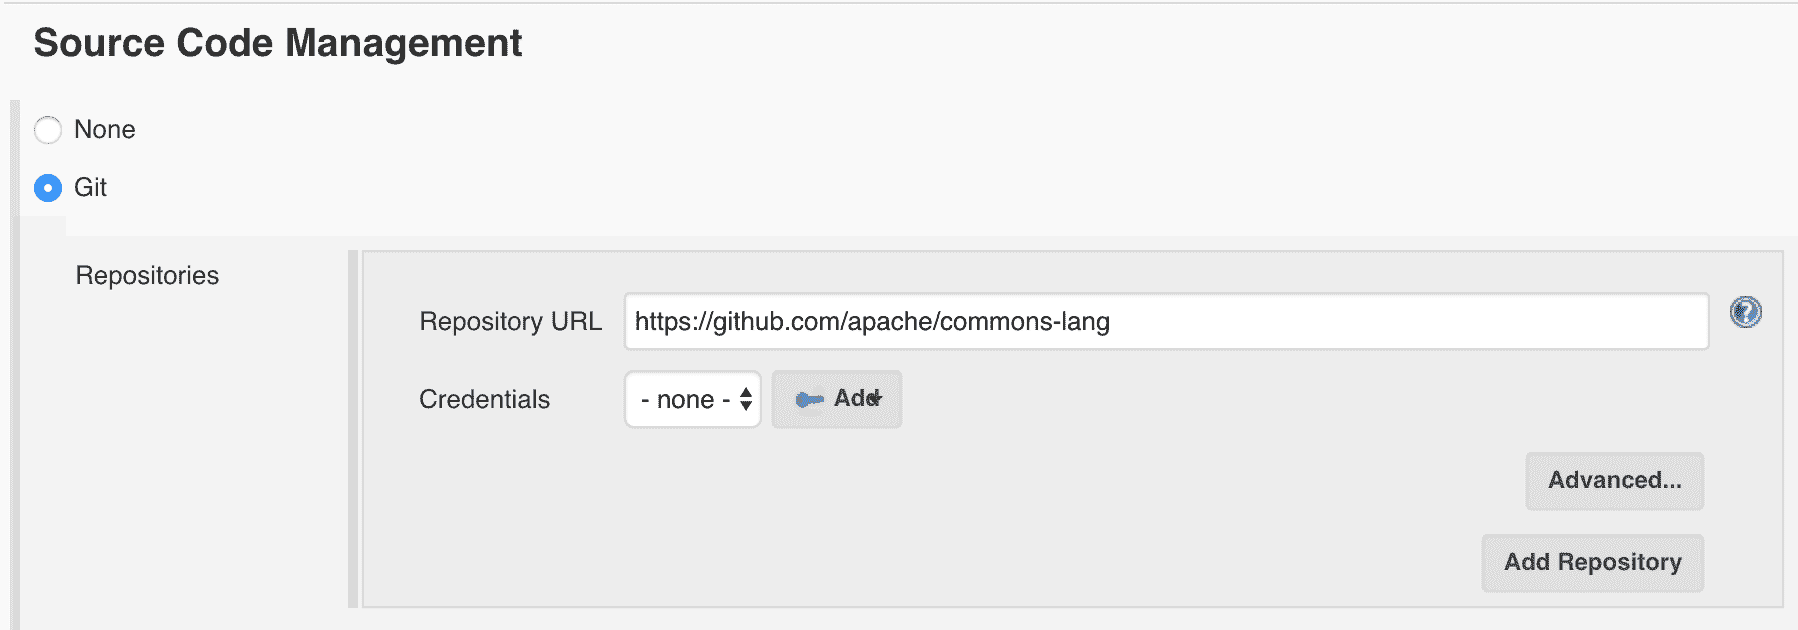 Source Code Management
None
Git
Repositories
Repository URL https://github.com/apache/commons-lang
Credentials - none - Add
Advanced...
Add Repository